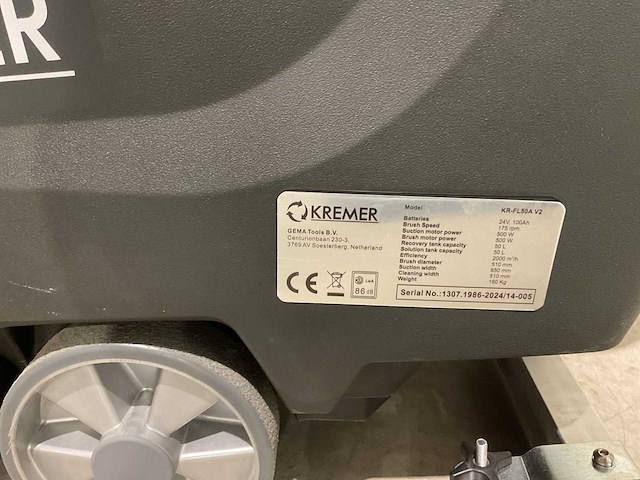 ER
KREMER
GEMA Tools B.V.
Centurionbaan 230-3,
3769 AV Soesterberg, Netherland
CE
LwA
86 dB
Model KR-FL50A V2
Batteries 24V, 100Ah
Brush Speed 175 rpm
Suction motor power 500 W
Brush motor power 500 W
Recovery tank capacity 50 L
Solution tank capacity 50 L
Efficiency 2000 m²/h
Brush diameter 510 mm
Suction width 850 mm
Cleaning width 510 mm
Weight 160 Kg
Serial No.:1307.1986-2024/14-005